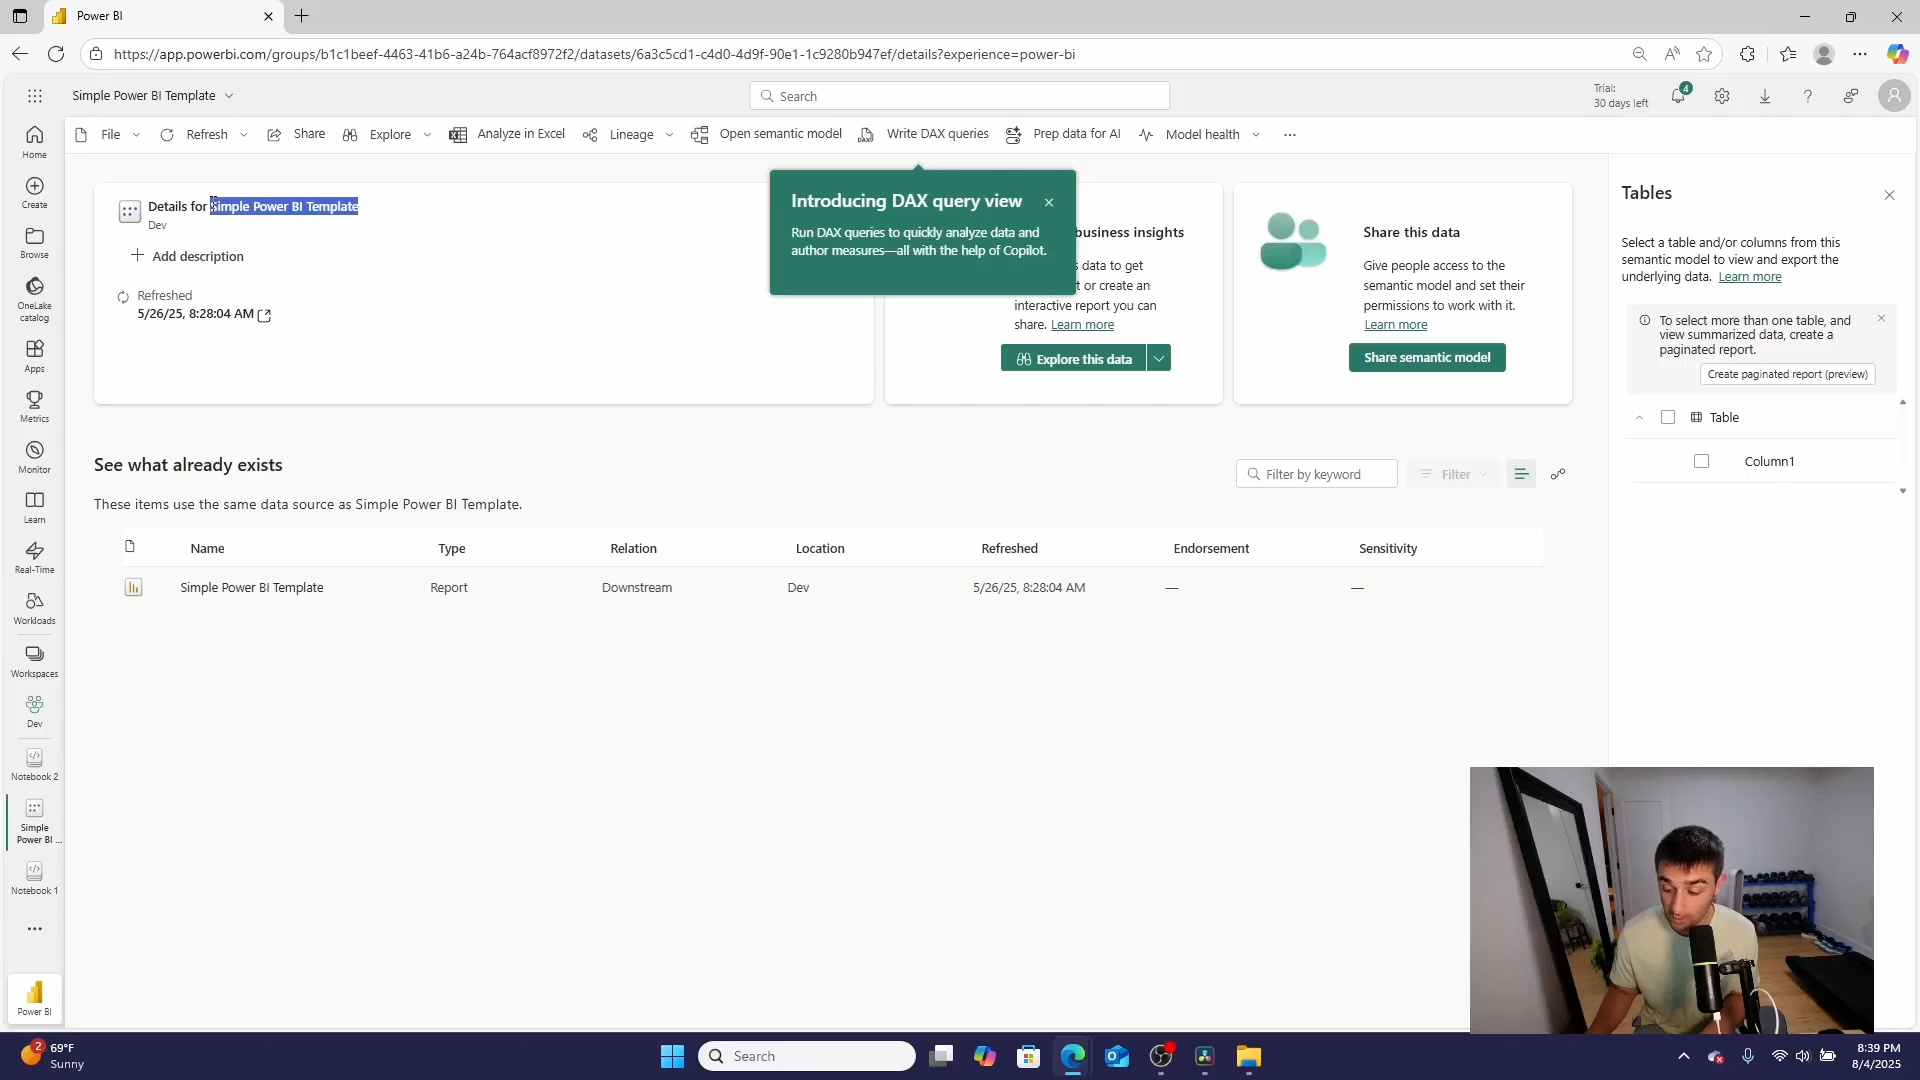 Power BI
https://app.powerbi.com/groups/b1c1beef-4463-41b6-a24b-764acf8972f2/datasets/6a3c5cd1-c4d0-4d9f-90e1-1c9280b947ef/details?experience=power-bi
Simple Power BI Template
Search
Trial:
30 days left
4
File
Refresh
Share
Explore
Analyze in Excel
Lineage
Open semantic model
Write DAX queries
Prep data for AI
Model health
Home
Create
Browse
OneLake
catalog
Apps
Metrics
Monitor
Learn
Real-Time
Workloads
Workspaces
Dev
Notebook 2
Simple
Power BI ...
Notebook 1
Power BI
Details for Simple Power BI Template
Dev
Add description
Refreshed
5/26/25, 8:28:04 AM
Introducing DAX query view
Run DAX queries to quickly analyze data and
author measures—all with the help of Copilot.
business insights
data to get
or create an
interactive report you can
share. Learn more
Explore this data
Share this data
Give people access to the
semantic model and set their
permissions to work with it.
Learn more
Share semantic model
See what already exists
Filter by keyword
Filter
These items use the same data source as Simple Power BI Template.
Name Type Relation Location Refreshed Endorsement Sensitivity
Simple Power BI Template Report Downstream Dev 5/26/25, 8:28:04 AM — —
Tables
Select a table and/or columns from this
semantic model to view and export the
underlying data. Learn more
To select more than one table, and
view summarized data, create a
paginated report.
Create paginated report (preview)
Table
Column1
2
69°F
Sunny
Search
8:39 PM
8/4/2025